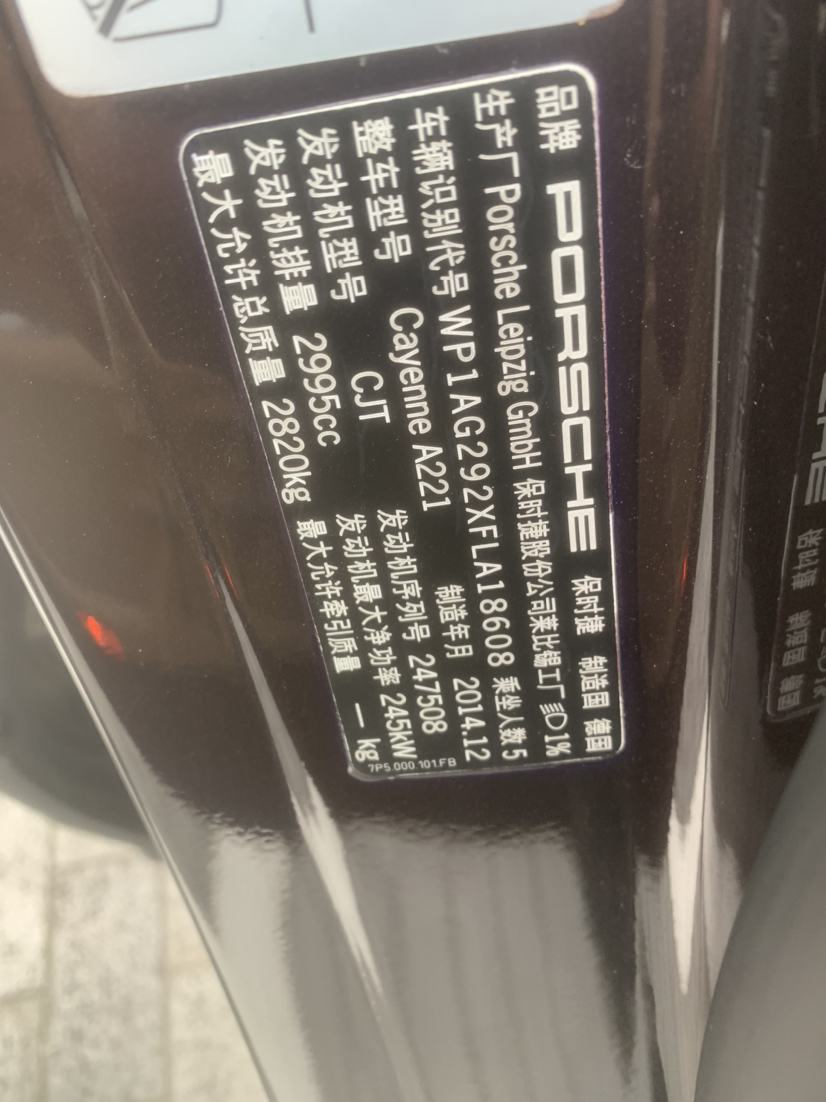 品牌 PORSCHE 保时捷 制造国 德国
生产厂 Porsche Leipzig GmbH 保时捷股份公司莱比锡工厂 彡D1%
车辆识别代号 WP1AG292XFLA18608 乘坐人数 5
整车型号 Cayenne A221 制造年月 2014.12
发动机型号 CJT 发动机序列号 247508
发动机排量 2995cc 发动机最大净功率 245kW
最大允许总质量 2820kg 最大允许牵引质量 — kg
7P5.000.101.FB